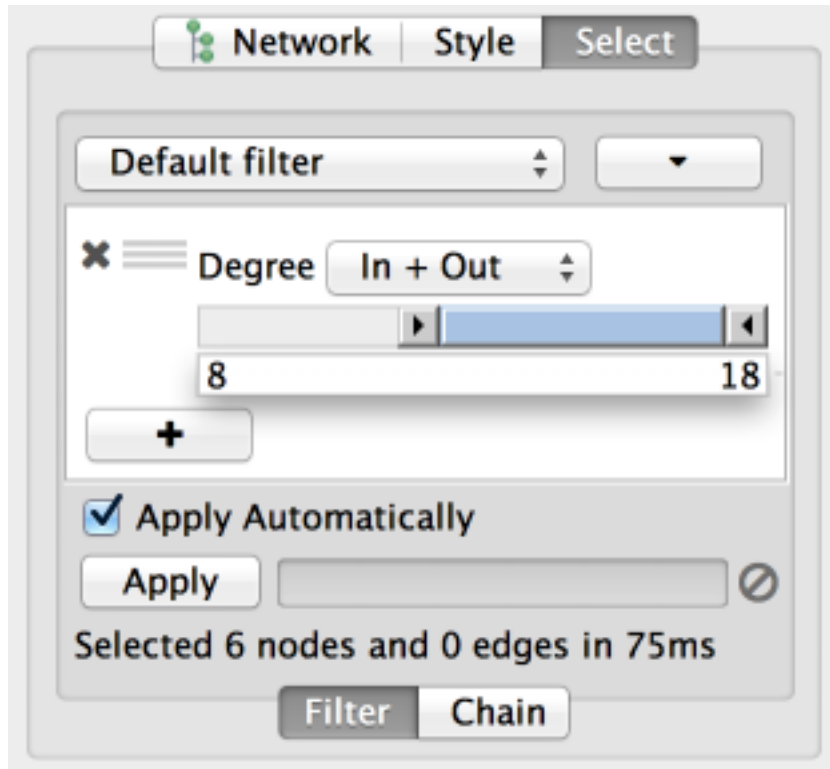 Network Style Select
Default filter
Degree In + Out
8 18
Apply Automatically
Apply
Selected 6 nodes and 0 edges in 75ms
Filter Chain